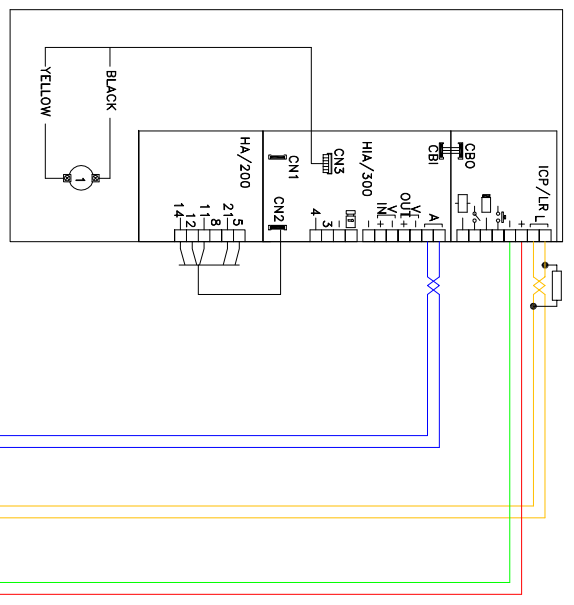 YELLOW
BLACK
1
HA/200
14
12
11
8
21
5
CN1
CN2
CN3
HIA/300
4
3
-
-
+
V
IN
+
-
V
OUT
A
CBI
CBO
ICP/LR
-
+
L